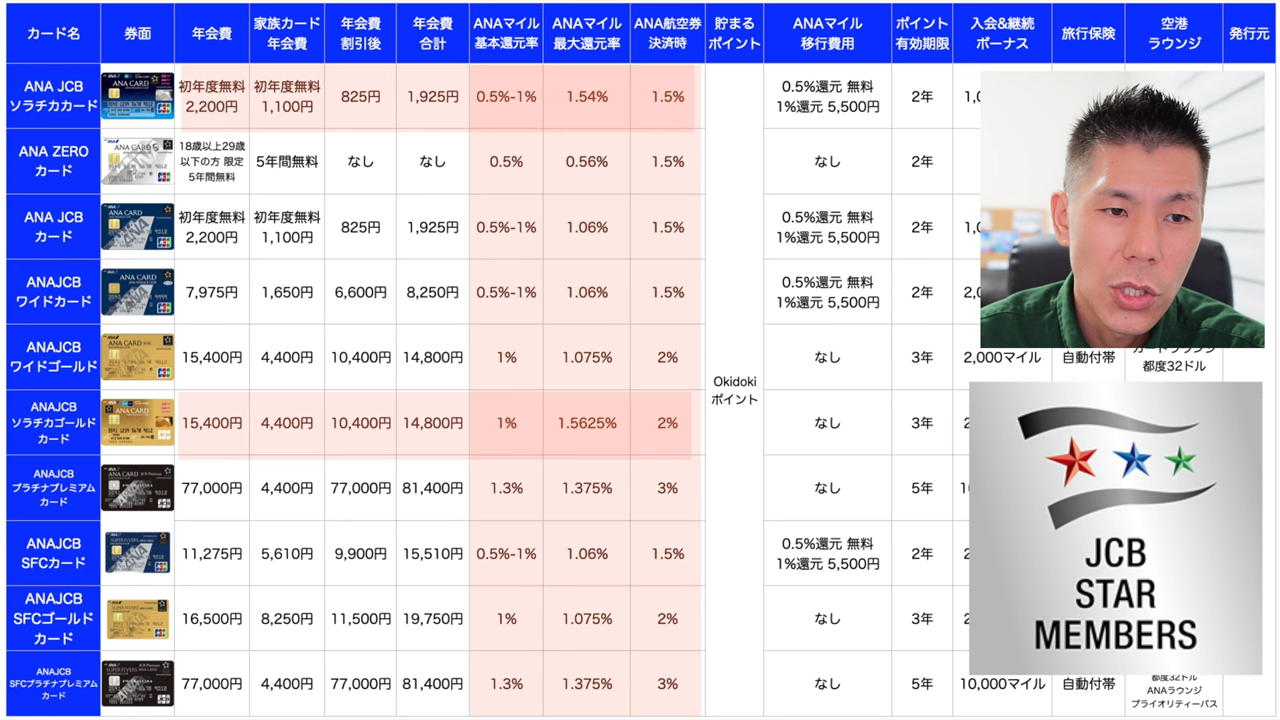 カード名
券面
年会費
家族カード
年会費
年会費
割引後
年会費
合計
ANAマイル
基本還元率
ANAマイル
最大還元率
ANA航空券
決済時
貯まる
ポイント
ANAマイル
移行費用
ポイント
有効期限
入会&継続
ボーナス
旅行保険
空港
ラウンジ
発行元
ANA JCB
ソラチカカード
初年度無料
2,200円
初年度無料
1,100円
825円
1,925円
0.5%-1%
1.54%
1.5%
0.5%還元 無料
1%還元 5,500円
2年
ANA ZERO
カード
18歳以上29歳
以下の方 限定
5年間無料
5年間無料
なし
なし
0.5%
0.56%
1.5%
なし
2年
ANA JCB
カード
初年度無料
2,200円
初年度無料
1,100円
825円
1,925円
0.5%-1%
1.06%
1.5%
0.5%還元 無料
1%還元 5,500円
2年
ANAJCB
ワイドカード
7,975円
1,650円
6,600円
8,250円
0.5%-1%
1.06%
1.5%
0.5%還元 無料
1%還元 5,500円
2年
ANAJCB
ワイドゴールド
15,400円
4,400円
10,400円
14,800円
1%
1.075%
2%
なし
3年
2,000マイル
自動付帯
カードラウンジ
都度32ドル
Okidoki
ポイント
ANAJCB
ソラチカゴールド
カード
15,400円
4,400円
10,400円
14,800円
1%
1.5625%
2%
なし
3年
ANAJCB
プラチナプレミアム
カード
77,000円
4,400円
77,000円
81,400円
1.3%
1.375%
3%
なし
5年
ANAJCB
SFCカード
11,275円
5,610円
9,900円
15,510円
0.5%-1%
1.06%
1.5%
0.5%還元 無料
1%還元 5,500円
2年
ANAJCB
SFCゴールド
カード
16,500円
8,250円
11,500円
19,750円
1%
1.075%
2%
なし
3年
ANAJCB
SFCプラチナプレミアム
カード
77,000円
4,400円
77,000円
81,400円
1.3%
1.375%
3%
なし
5年
10,000マイル
自動付帯
都度32ドル
ANAラウンジ
プライオリティーパス
JCB
STAR
MEMBERS